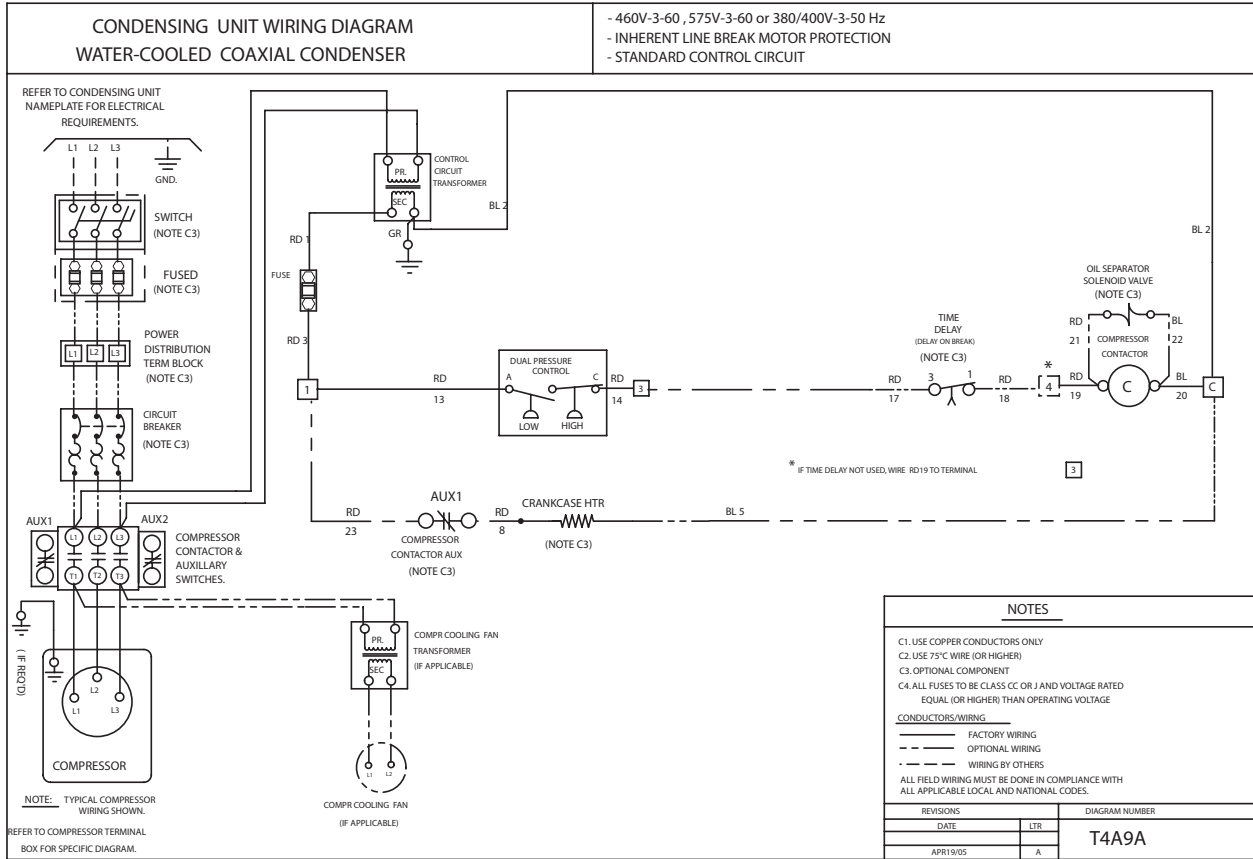 CONDENSING UNIT WIRING DIAGRAM
WATER-COOLED COAXIAL CONDENSER
- 460V-3-60 , 575V-3-60 or 380/400V-3-50 Hz
- INHERENT LINE BREAK MOTOR PROTECTION
- STANDARD CONTROL CIRCUIT
REFER TO CONDENSING UNIT
NAMEPLATE FOR ELECTRICAL
REQUIREMENTS.
L1 L2 L3
GND.
SWITCH
(NOTE C3)
FUSED
(NOTE C3)
POWER
DISTRIBUTION
TERM BLOCK
(NOTE C3)
L1 L2 L3
CIRCUIT
BREAKER
(NOTE C3)
AUX1
AUX2
L1 L2 L3
T1 T2 T3
COMPRESSOR
CONTACTOR &
AUXILLARY
SWITCHES.
(IF REQ'D)
L2
L1 L3
COMPRESSOR
NOTE: TYPICAL COMPRESSOR
WIRING SHOWN.
REFER TO COMPRESSOR TERMINAL
BOX FOR SPECIFIC DIAGRAM.
PR.
SEC
CONTROL
CIRCUIT
TRANSFORMER
BL 2
GR
RD 1
FUSE
RD 3
1
RD
13
DUAL PRESSURE
CONTROL
A C
LOW HIGH
RD
14
3
RD
17
TIME
DELAY
(DELAY ON BREAK)
(NOTE C3)
3 1
RD
18
*
4
RD
19
OIL SEPARATOR
SOLENOID VALVE
(NOTE C3)
RD
21
BL
22
COMPRESSOR
CONTACTOR
C
BL
20
C
BL 2
* IF TIME DELAY NOT USED, WIRE RD19 TO TERMINAL 3
RD
23
AUX1
COMPRESSOR
CONTACTOR AUX
(NOTE C3)
RD
8
CRANKCASE HTR
(NOTE C3)
BL 5
PR.
SEC
COMPR COOLING FAN
TRANSFORMER
(IF APPLICABLE)
L1 L2
COMPR COOLING FAN
(IF APPLICABLE)
NOTES
C1. USE COPPER CONDUCTORS ONLY
C2. USE 75°C WIRE (OR HIGHER)
C3. OPTIONAL COMPONENT
C4. ALL FUSES TO BE CLASS CC OR J AND VOLTAGE RATED
EQUAL (OR HIGHER) THAN OPERATING VOLTAGE
CONDUCTORS/WIRNG
FACTORY WIRING
OPTIONAL WIRING
WIRING BY OTHERS
ALL FIELD WIRING MUST BE DONE IN COMPLIANCE WITH
ALL APPLICABLE LOCAL AND NATIONAL CODES.
REVISIONS
DIAGRAM NUMBER
DATE LTR
T4A9A
APR19/05 A